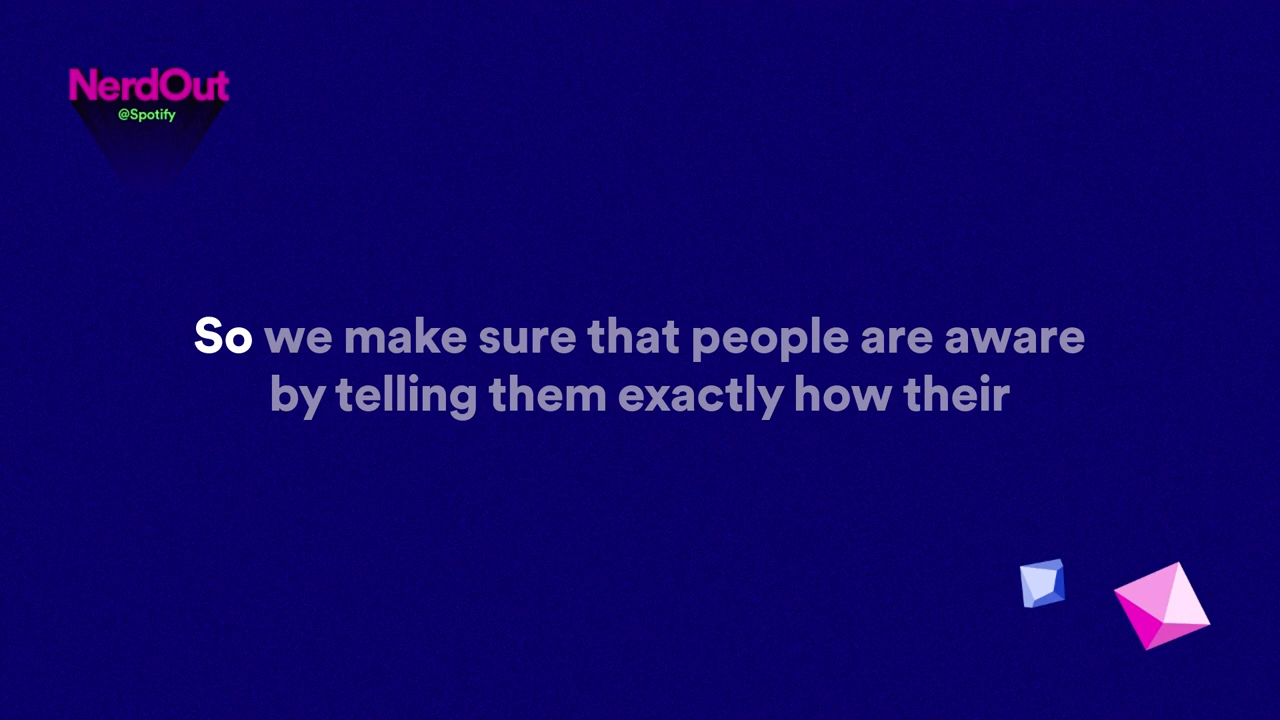 NerdOut
@Spotify
So we make sure that people are aware
by telling them exactly how their